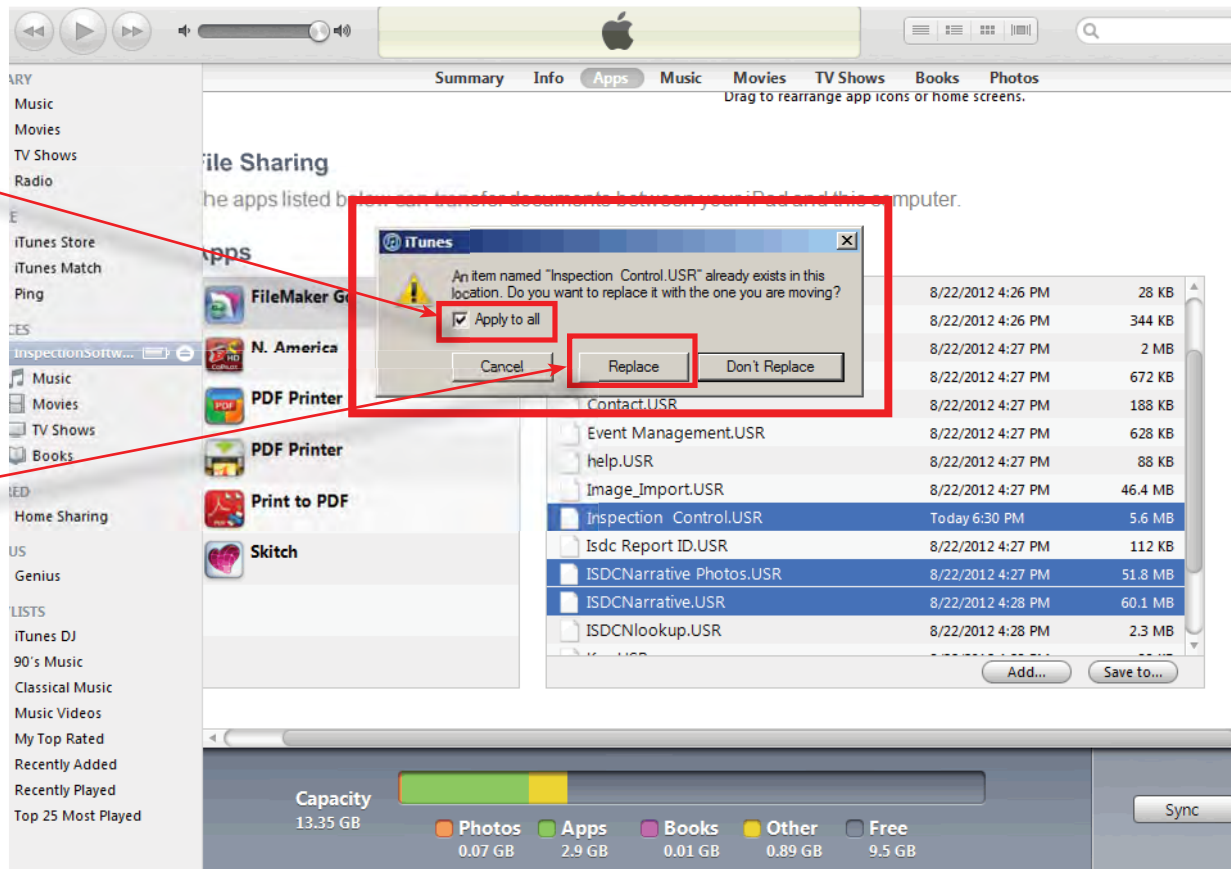 Summary Info Apps Music Movies TV Shows Books Photos
Drag to rearrange app icons or home screens.
ARY
Music
Movies
TV Shows
Radio
E
iTunes Store
iTunes Match
Ping
CES
InspectionSoftw...
Music
Movies
TV Shows
Books
RED
Home Sharing
US
Genius
LISTS
iTunes DJ
90's Music
Classical Music
Music Videos
My Top Rated
Recently Added
Recently Played
Top 25 Most Played
File Sharing
he apps listed below can transfer documents between your iPad and this computer.
Apps
FileMaker Go
N. America
PDF Printer
PDF Printer
Print to PDF
Skitch
iTunes
An item named "Inspection Control.USR" already exists in this
location. Do you want to replace it with the one you are moving?
Apply to all
Cancel Replace Don't Replace
8/22/2012 4:26 PM 28 KB
8/22/2012 4:26 PM 344 KB
8/22/2012 4:27 PM 2 MB
8/22/2012 4:27 PM 672 KB
Contact.USR 8/22/2012 4:27 PM 188 KB
Event Management.USR 8/22/2012 4:27 PM 628 KB
help.USR 8/22/2012 4:27 PM 88 KB
Image_Import.USR 8/22/2012 4:27 PM 46.4 MB
Inspection Control.USR Today 6:30 PM 5.6 MB
Isdc Report ID.USR 8/22/2012 4:27 PM 112 KB
ISDCNarrative Photos.USR 8/22/2012 4:27 PM 51.8 MB
ISDCNarrative.USR 8/22/2012 4:28 PM 60.1 MB
ISDCNlookup.USR 8/22/2012 4:28 PM 2.3 MB
Add... Save to...
Capacity
13.35 GB
Photos Apps Books Other Free
0.07 GB 2.9 GB 0.01 GB 0.89 GB 9.5 GB
Sync